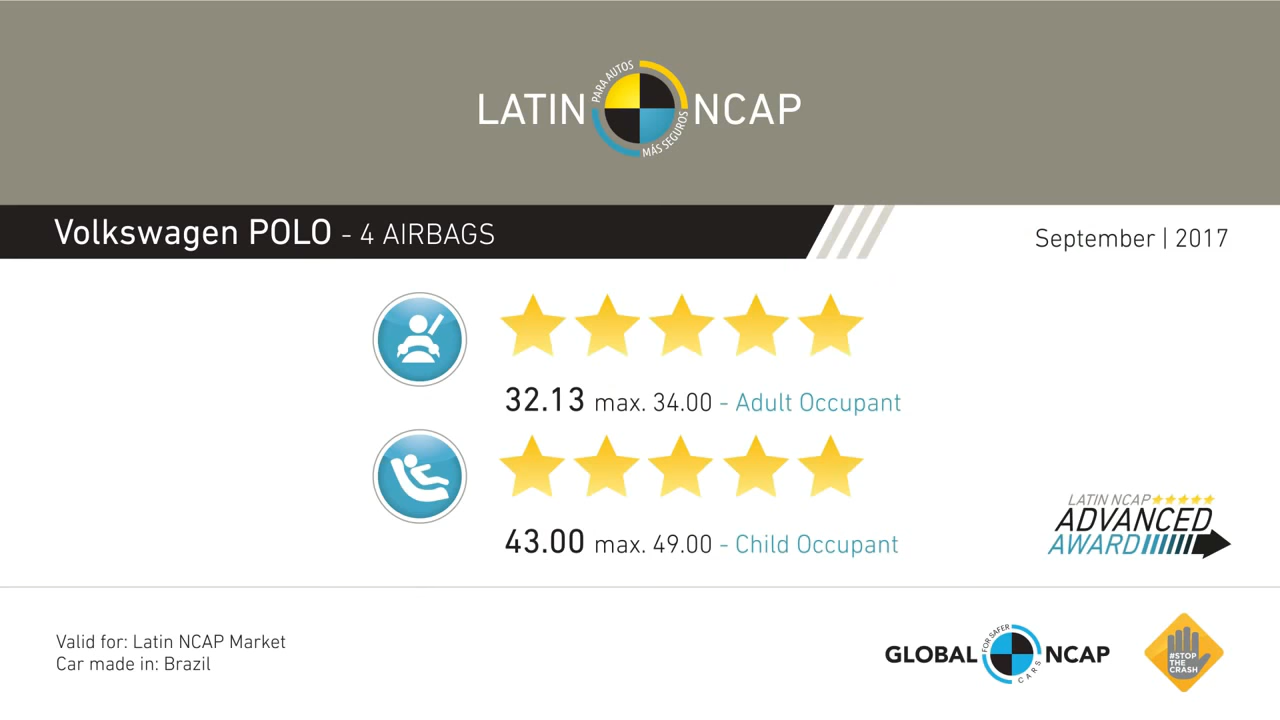 LATIN NCAP
PARA AUTOS
MÁS SEGUROS
Volkswagen POLO - 4 AIRBAGS
September | 2017
32.13 max. 34.00 - Adult Occupant
43.00 max. 49.00 - Child Occupant
LATIN NCAP
ADVANCED
AWARD
Valid for: Latin NCAP Market
Car made in: Brazil
GLOBAL NCAP
FOR SAFER
CARS
#STOP
THE
CRASH